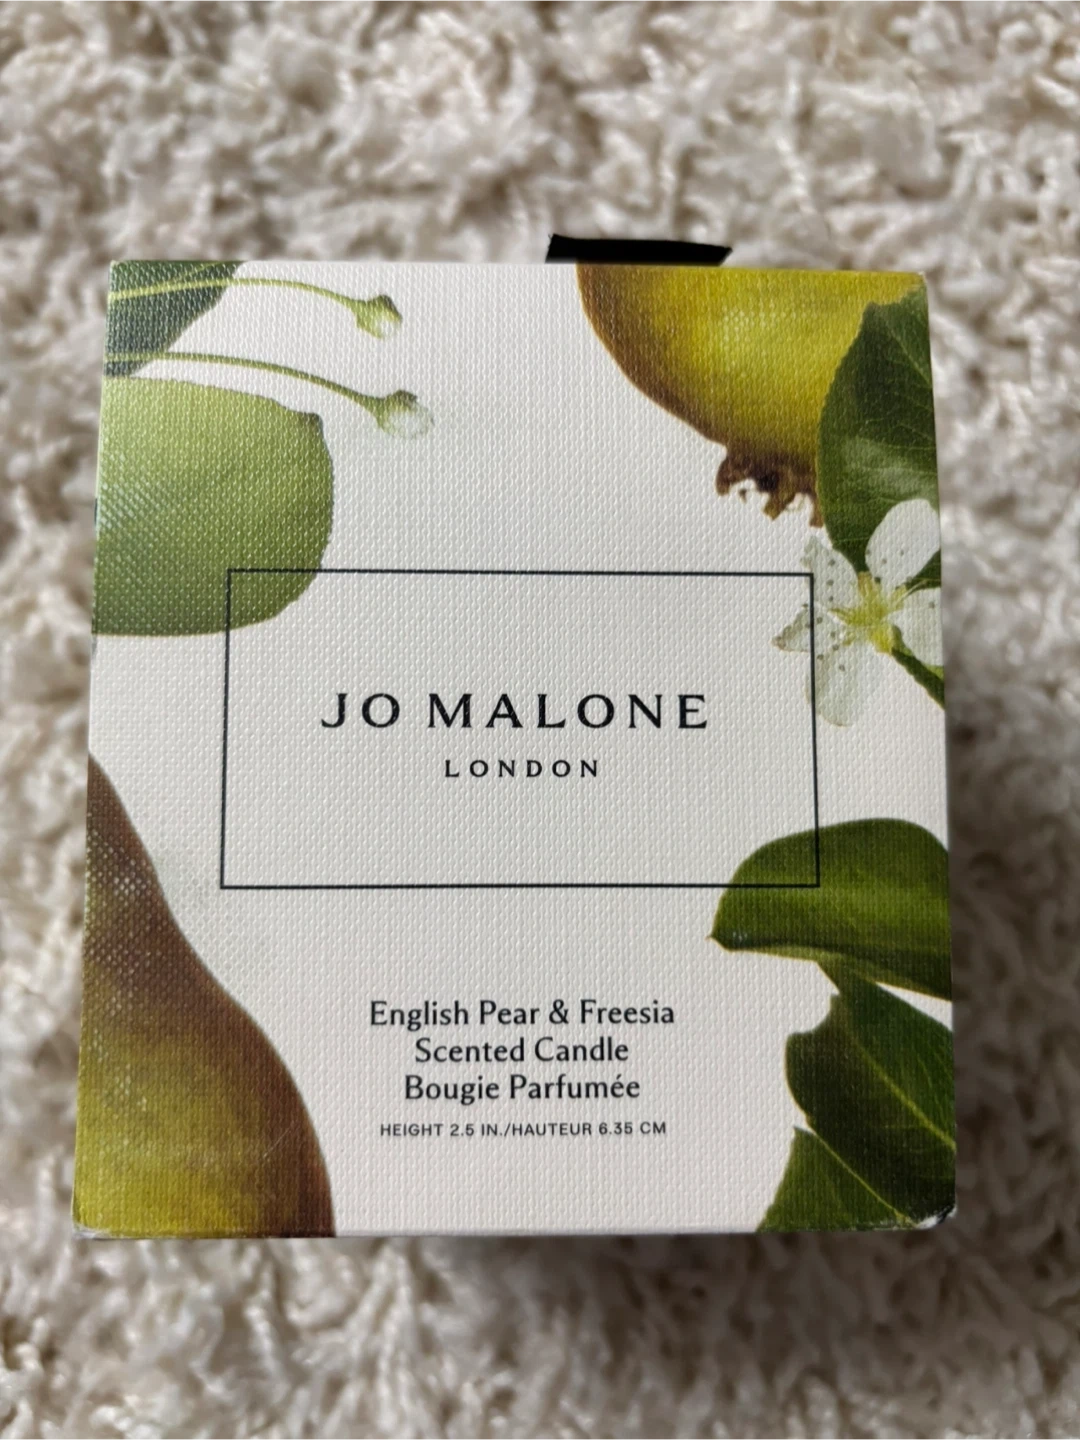 JO MALONE
LONDON
English Pear & Freesia
Scented Candle
Bougie Parfumée
HEIGHT 2.5 IN./HAUTEUR 6.35 CM